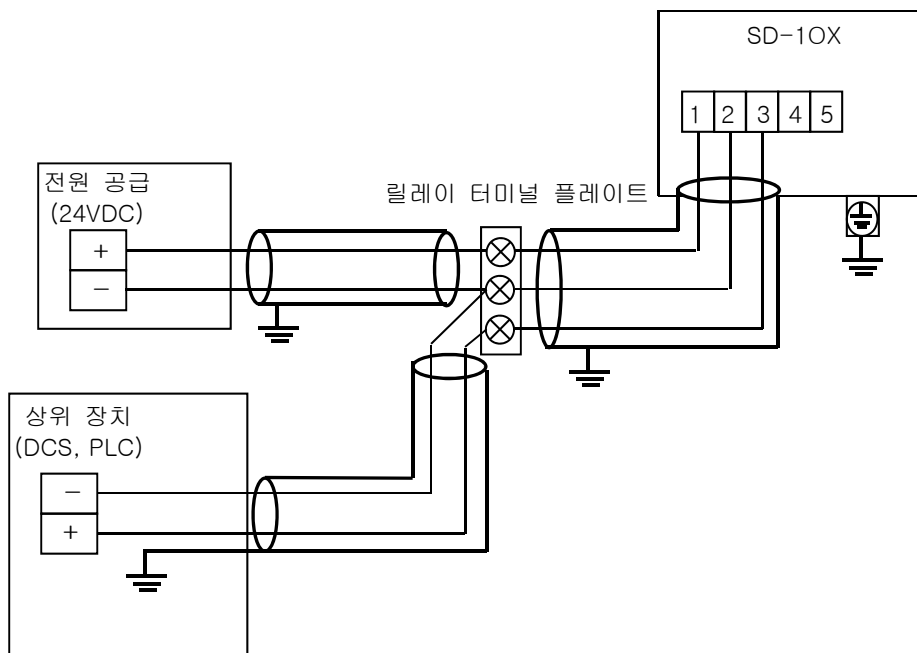 SD-1OX
1 2 3 4 5
전원 공급
(24VDC)
+
−
릴레이 터미널 플레이트
상위 장치
(DCS, PLC)
−
+